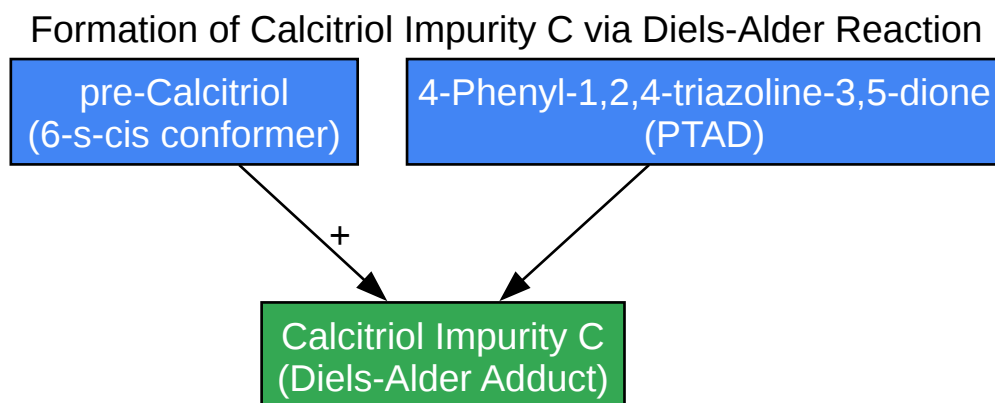 Formation of Calcitriol Impurity C via Diels-Alder Reaction
pre-Calcitriol
(6-s-cis conformer)
4-Phenyl-1,2,4-triazoline-3,5-dione
(PTAD)
+
Calcitriol Impurity C
(Diels-Alder Adduct)